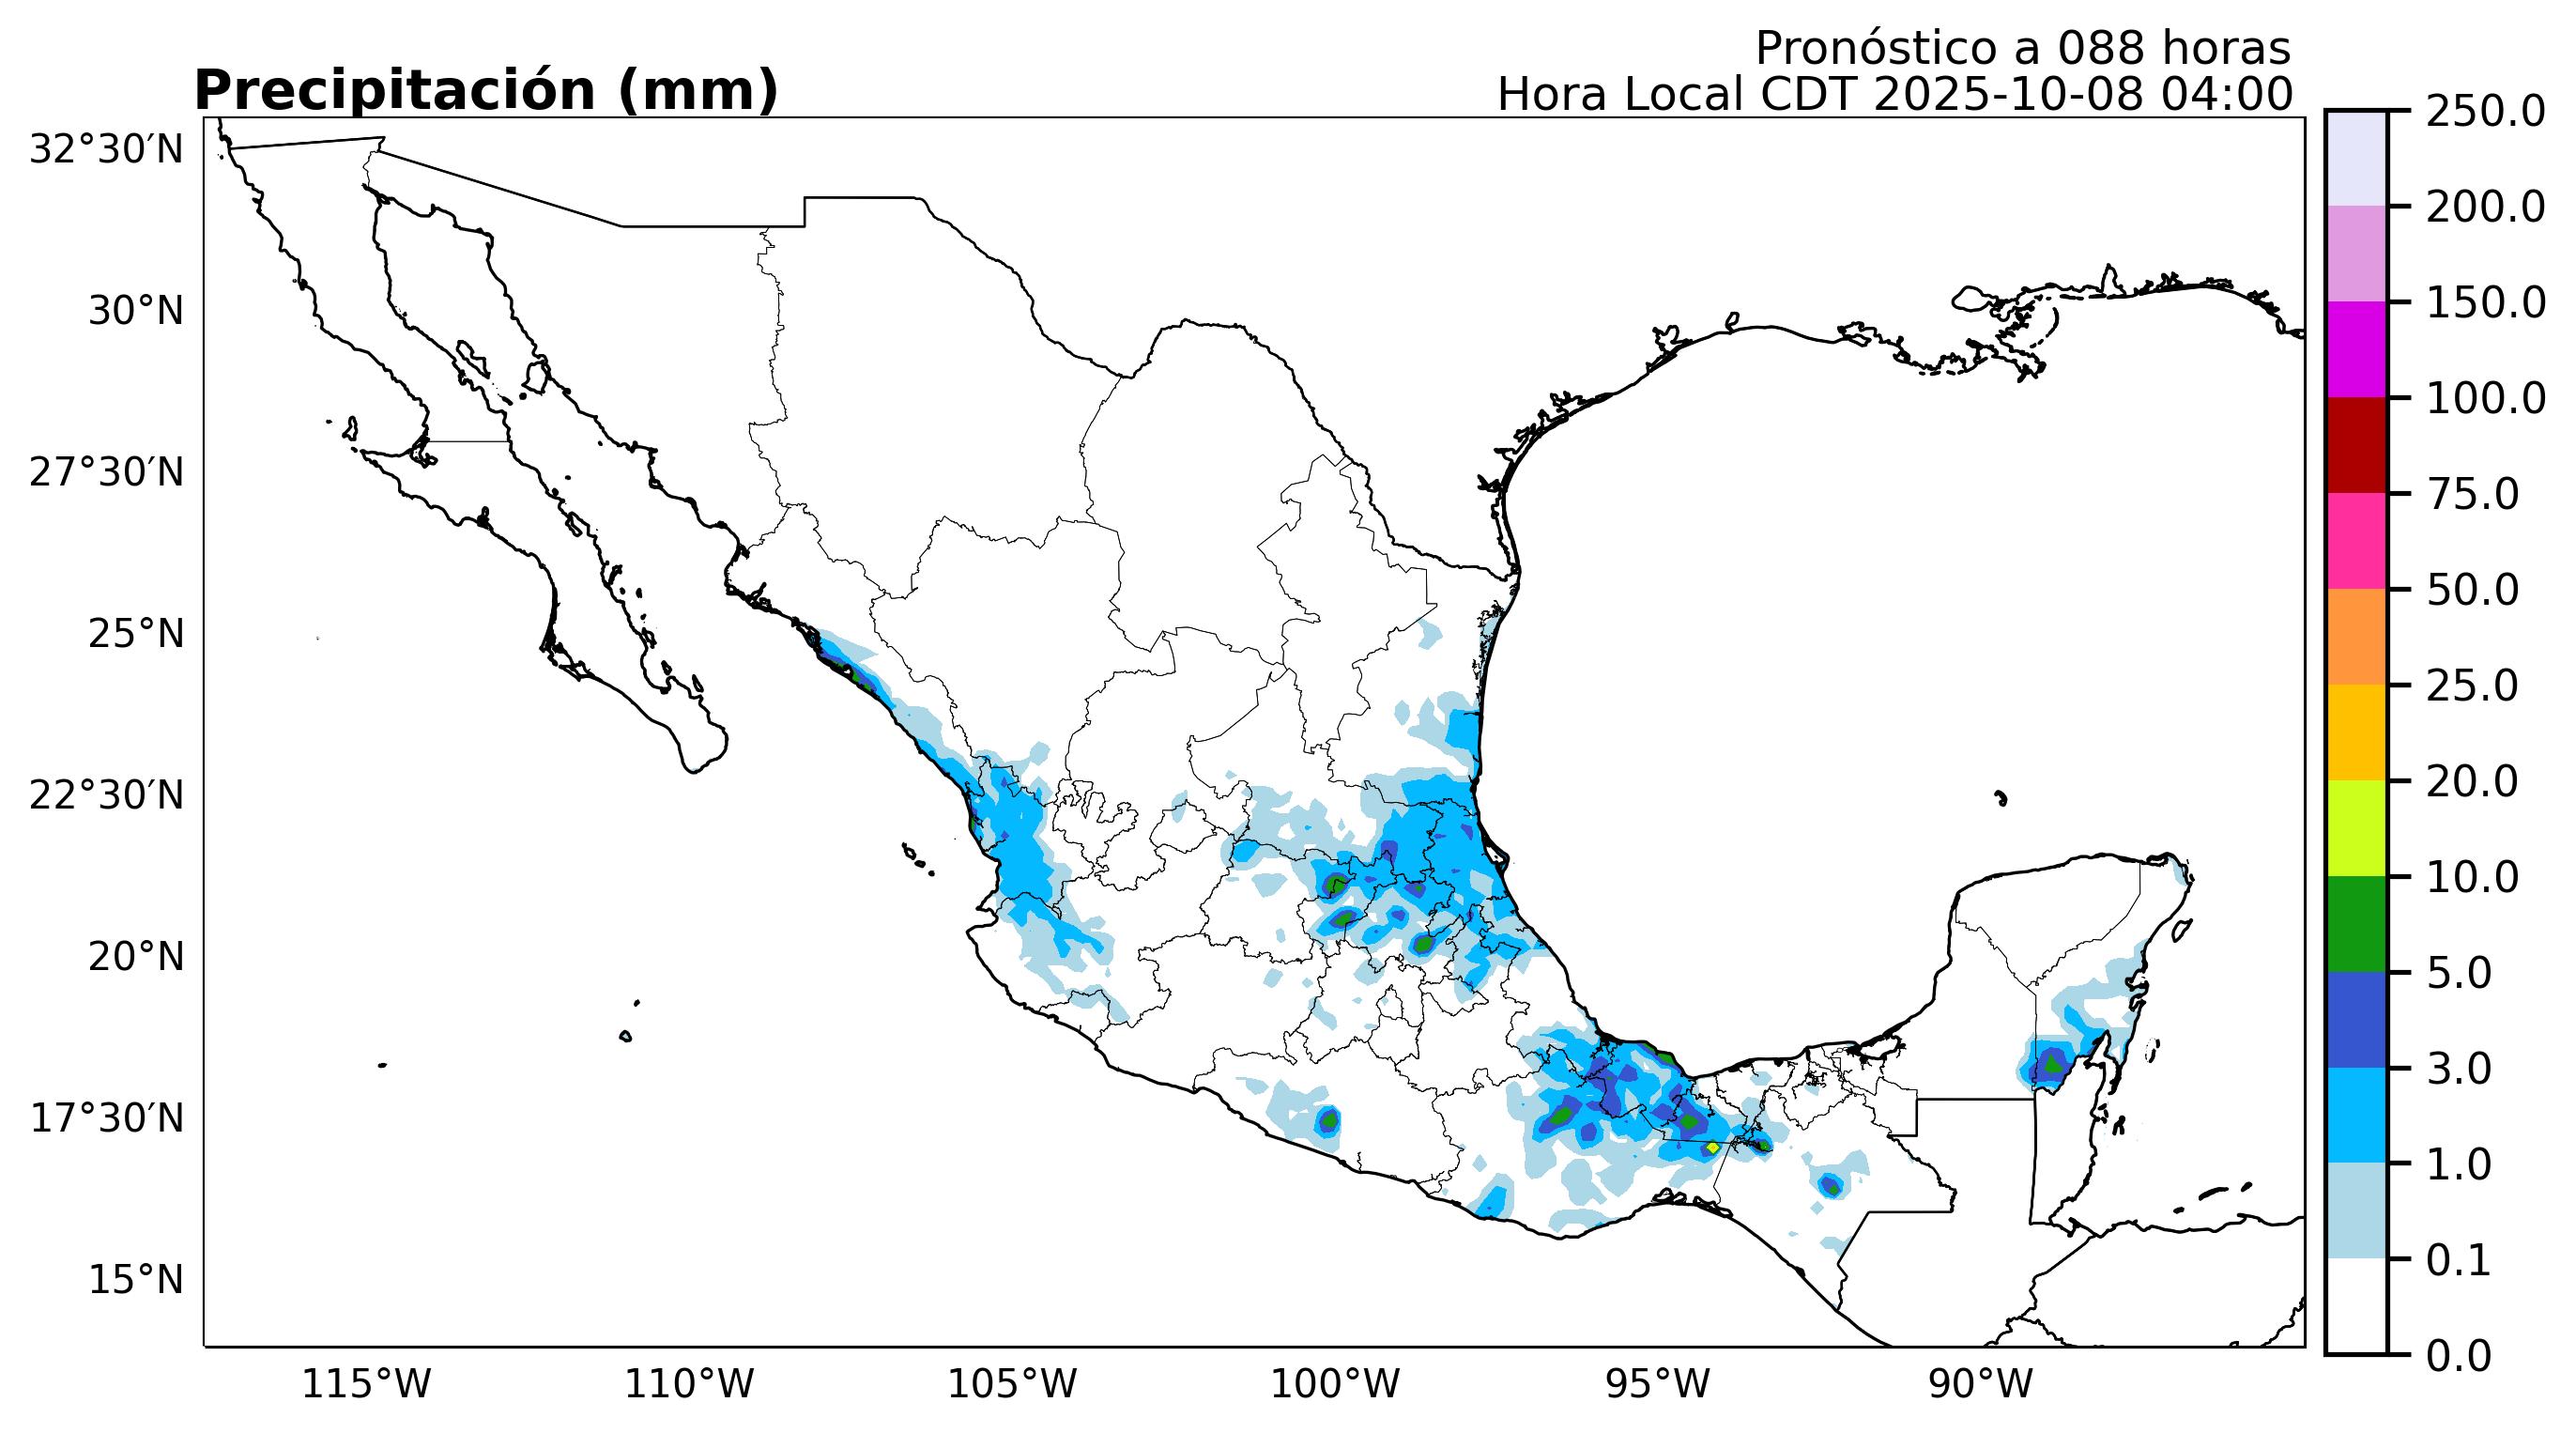 Pronóstico a 088 horas
Precipitación (mm)
Hora Local CDT 2025-10-08 04:00
32°30′N
30°N
27°30′N
25°N
22°30′N
20°N
17°30′N
15°N
115°W
110°W
105°W
100°W
95°W
90°W
250.0
200.0
150.0
100.0
75.0
50.0
25.0
20.0
10.0
5.0
3.0
1.0
0.1
0.0